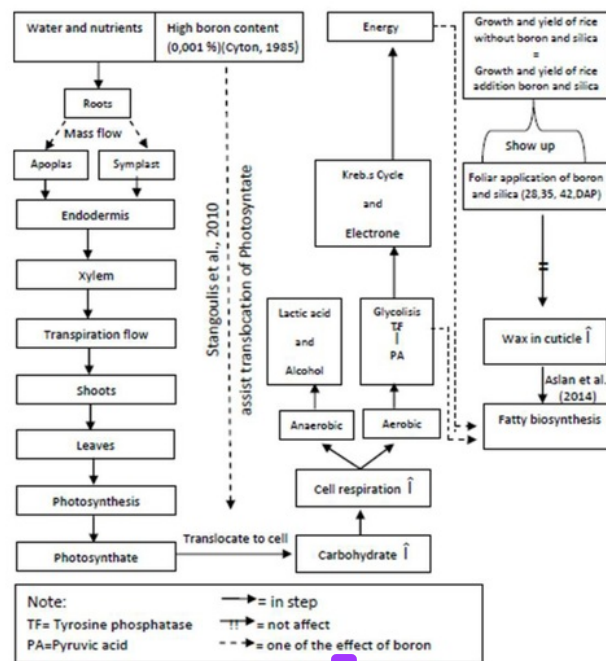 Water and nutrients
High boron content
(0,001 %)(Cyton, 1985)
Roots
Mass flow
Apoplas
Symplast
Endodermis
Xylem
Transpiration flow
Shoots
Leaves
Photosynthesis
Photosynthate
Stangoulis et al., 2010
assist translocation of Photosyntate
Translocate to cell
Carbohydrate Î
Cell respiration Î
Anaerobic
Aerobic
Lactic acid
and
Alcohol
Glycolisis
TF
Î
PA
Kreb.s Cycle
and
Electrone
Energy
Growth and yield of rice
without boron and silica
=
Growth and yield of rice
addition boron and silica
Show up
Foliar application of boron
and silica (28,35, 42,DAP)
Wax in cuticle Î
Aslan et al.
(2014)
Fatty biosynthesis
Note:
= in step
TF= Tyrosine phosphatase
= not affect
PA=Pyruvic acid
= one of the effect of boron